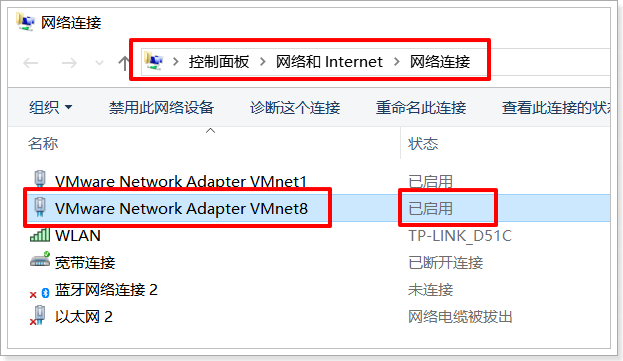 网络连接
控制面板 > 网络和 Internet > 网络连接
组织 禁用此网络设备 诊断这个连接 重命名此连接 查看此连接的状态
名称 状态
VMware Network Adapter VMnet1 已启用
VMware Network Adapter VMnet8 已启用
WLAN TP-LINK_D51C
宽带连接 已断开连接
蓝牙网络连接 2 未连接
以太网 2 网络电缆被拔出